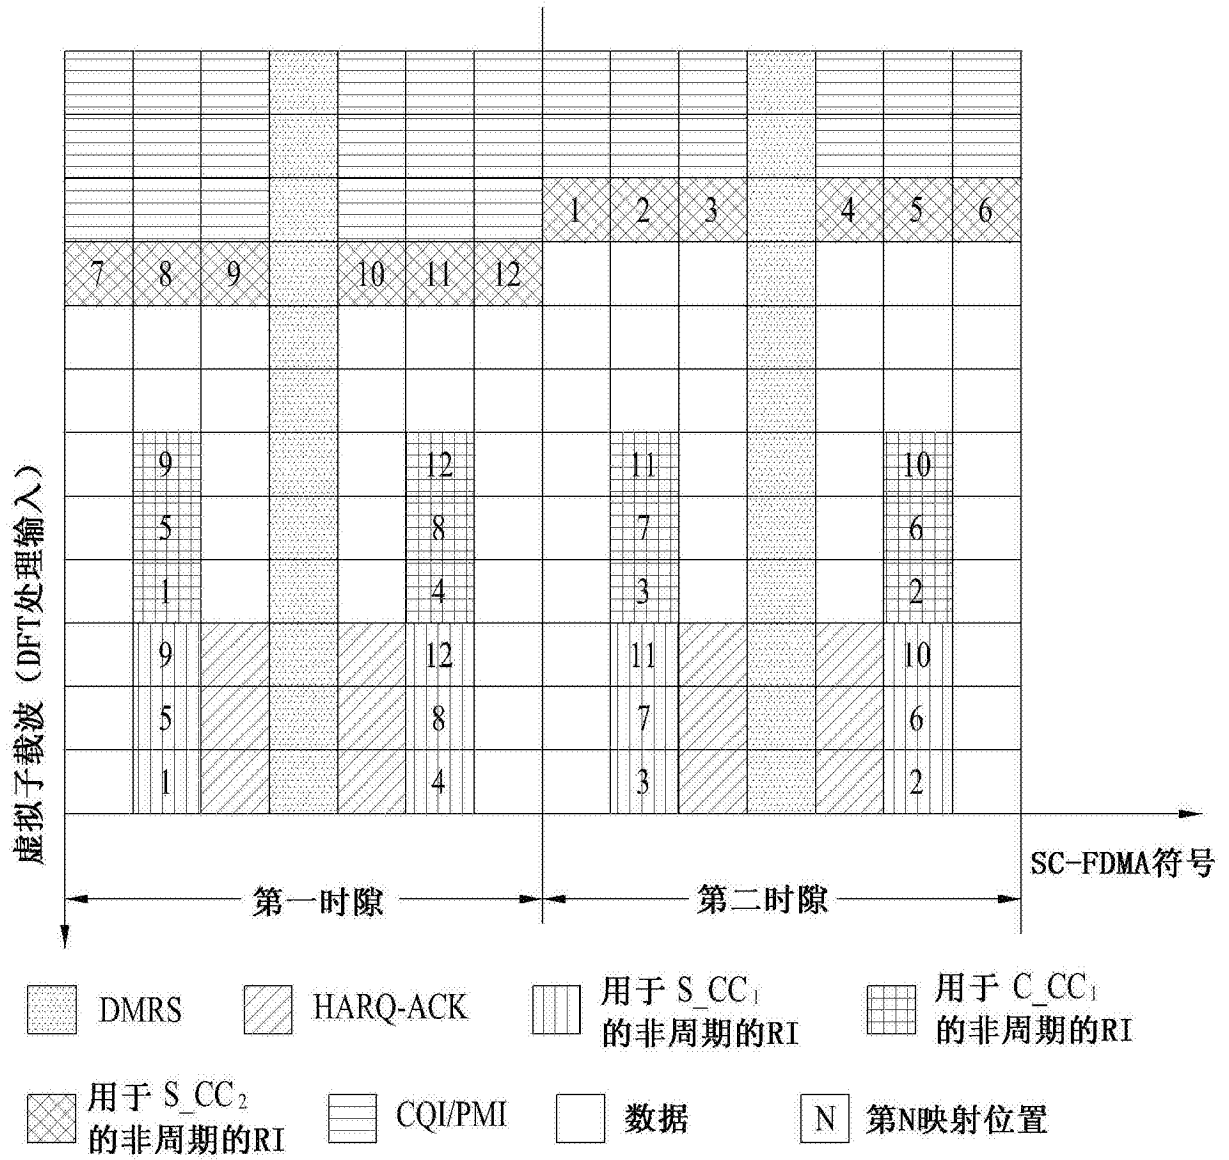 1 2 3 4 5 6
7 8 9 10 11 12
9 12 11 10
5 8 7 6
1 4 3 2
9 12 11 10
5 8 7 6
1 4 3 2
虚拟子载波（DFT处理输入）
SC-FDMA符号
第一时隙 第二时隙
DMRS
HARQ-ACK
用于 S_CC1
的非周期的RI
用于 C_CC1
的非周期的RI
用于 S_CC2
的非周期的RI
CQI/PMI
数据
N 第N映射位置